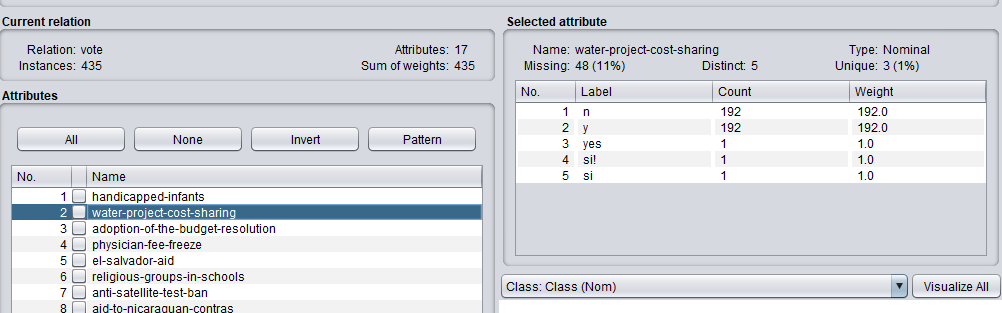 Current relation
Relation: vote Attributes: 17
Instances: 435 Sum of weights: 435
Attributes
All None Invert Pattern
No. Name
1 handicapped-infants
2 water-project-cost-sharing
3 adoption-of-the-budget-resolution
4 physician-fee-freeze
5 el-salvador-aid
6 religious-groups-in-schools
7 anti-satellite-test-ban
8 aid-to-nicaraguan-contras
Selected attribute
Name: water-project-cost-sharing Type: Nominal
Missing: 48 (11%) Distinct: 5 Unique: 3 (1%)
No. Label Count Weight
1 n 192 192.0
2 y 192 192.0
3 yes 1 1.0
4 si! 1 1.0
5 si 1 1.0
Class: Class (Nom) Visualize All